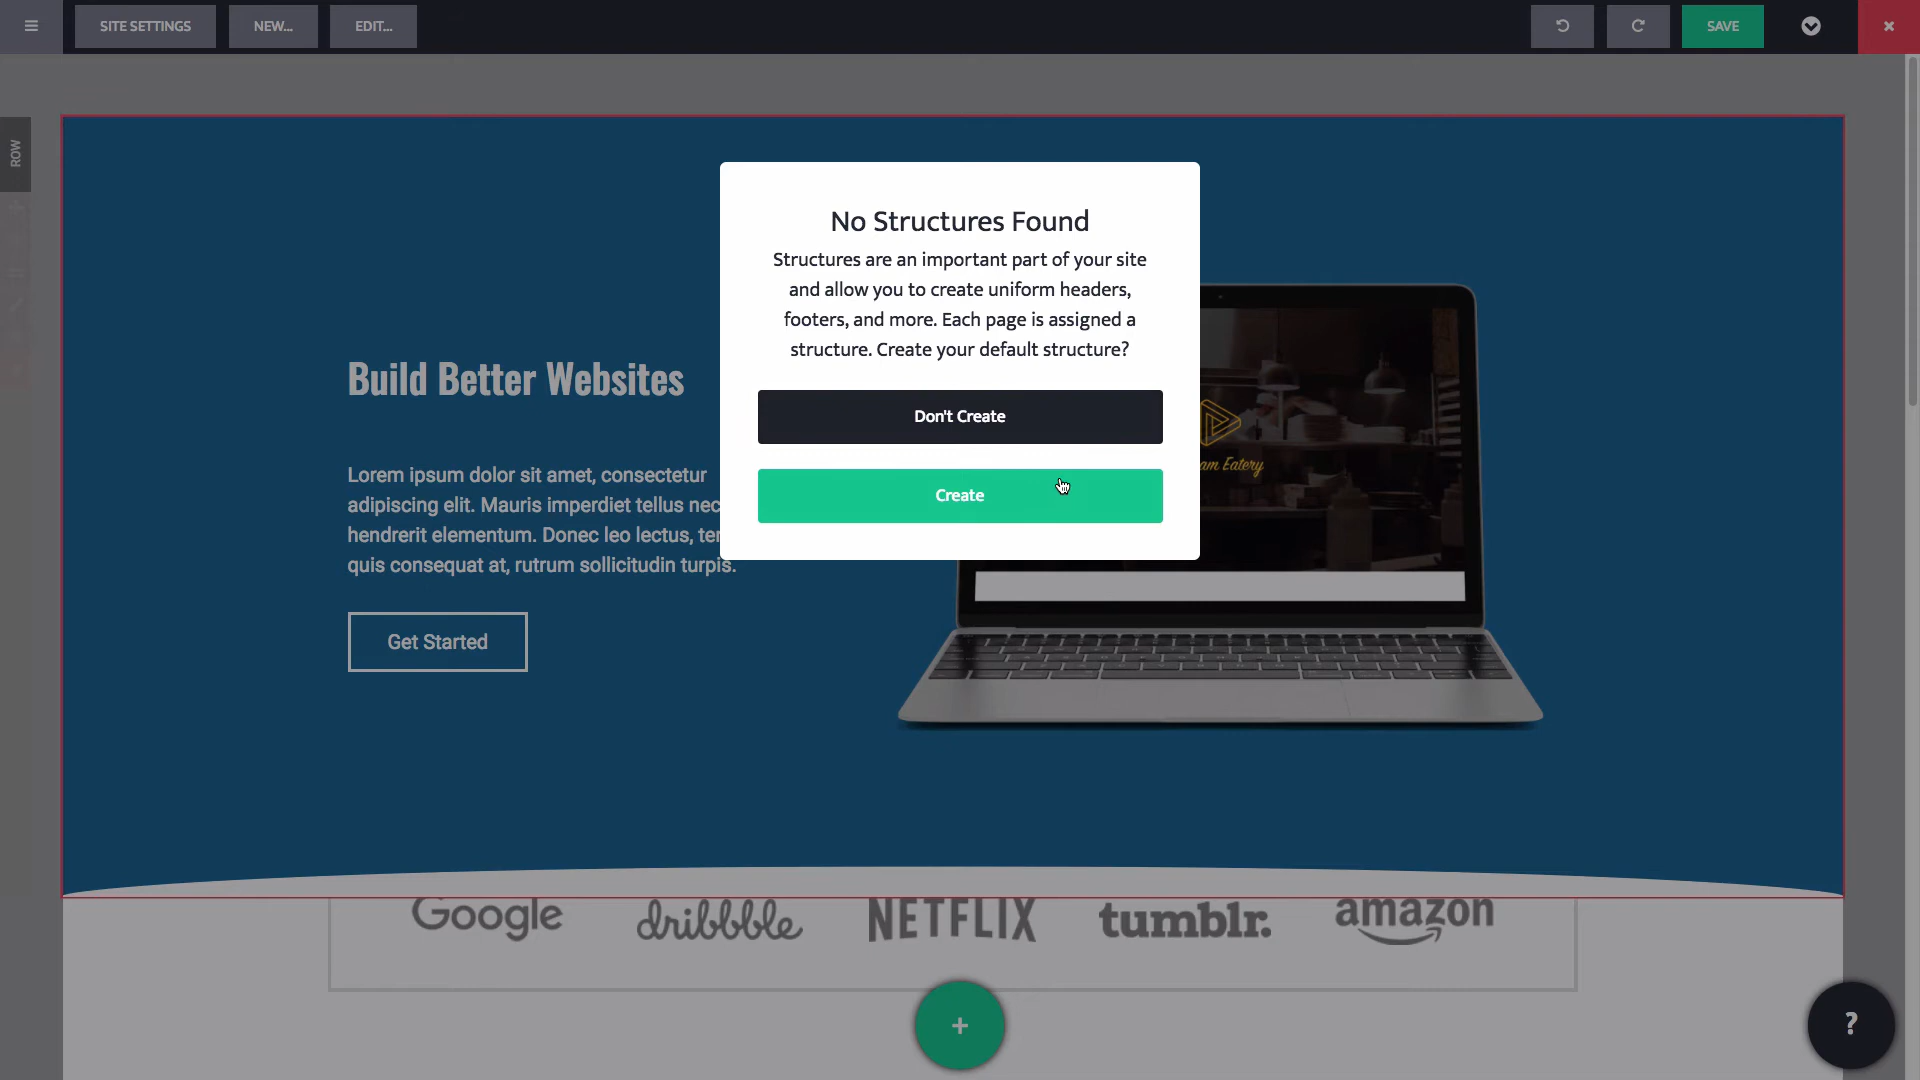 SITE SETTINGS
NEW...
EDIT...
SAVE
ROW
No Structures Found
Structures are an important part of your site
and allow you to create uniform headers,
footers, and more. Each page is assigned a
structure. Create your default structure?
Don't Create
Create
Build Better Websites
Lorem ipsum dolor sit amet, consectetur
adipiscing elit. Mauris imperdiet tellus nec
hendrerit elementum. Donec leo lectus,
quis consequat at, rutrum sollicitudin turpis.
Get Started
Eatery
Google
dribbble
NETFLIX
tumblr.
amazon
+
?